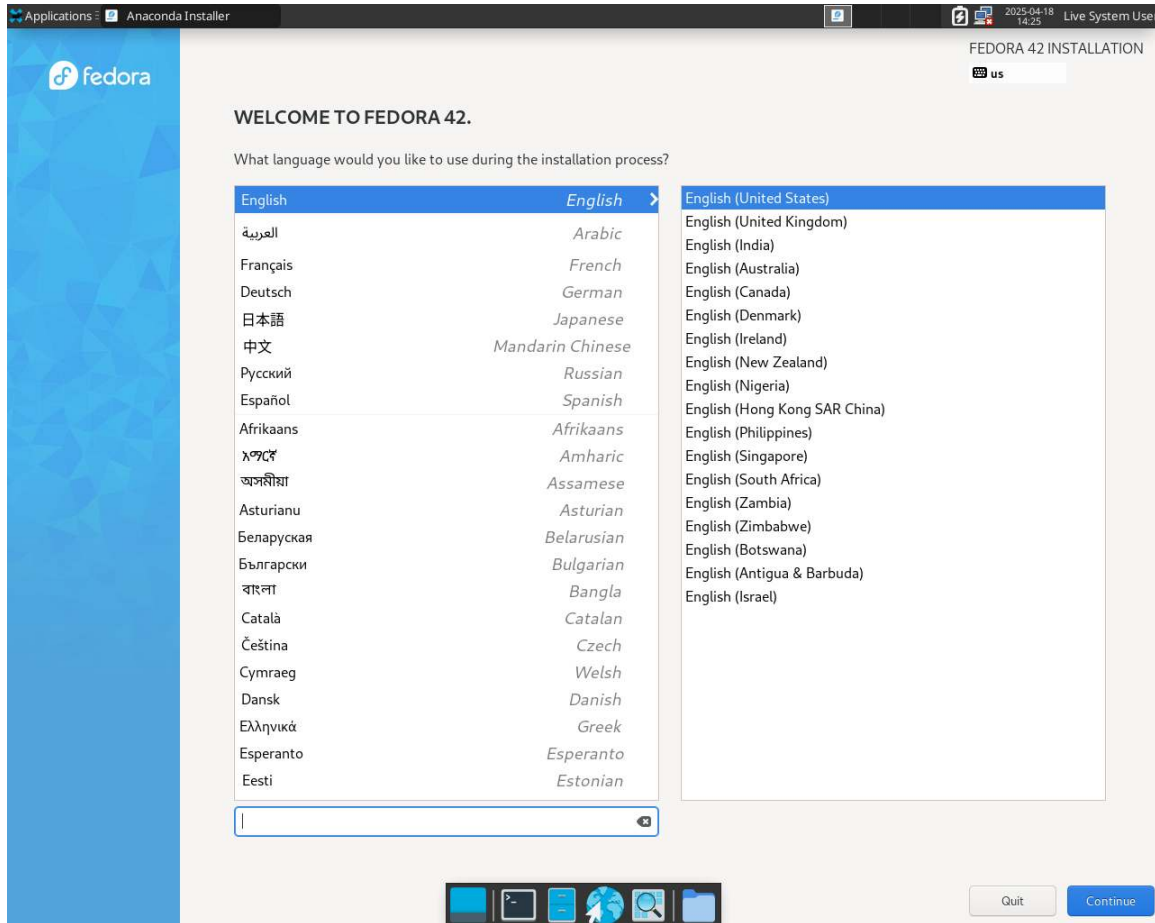 Applications
Anaconda Installer
2025-04-18
14:25
Live System User
fedora
FEDORA 42 INSTALLATION
us
WELCOME TO FEDORA 42.
What language would you like to use during the installation process?
English English
العربية Arabic
Français French
Deutsch German
日本語 Japanese
中文 Mandarin Chinese
Русский Russian
Español Spanish
Afrikaans Afrikaans
አማርኛ Amharic
অসমীয়া Assamese
Asturianu Asturian
Беларуская Belarusian
Български Bulgarian
বাংলা Bangla
Català Catalan
Čeština Czech
Cymraeg Welsh
Dansk Danish
Ελληνικά Greek
Esperanto Esperanto
Eesti Estonian
English (United States)
English (United Kingdom)
English (India)
English (Australia)
English (Canada)
English (Denmark)
English (Ireland)
English (New Zealand)
English (Nigeria)
English (Hong Kong SAR China)
English (Philippines)
English (Singapore)
English (South Africa)
English (Zambia)
English (Zimbabwe)
English (Botswana)
English (Antigua & Barbuda)
English (Israel)
Quit
Continue